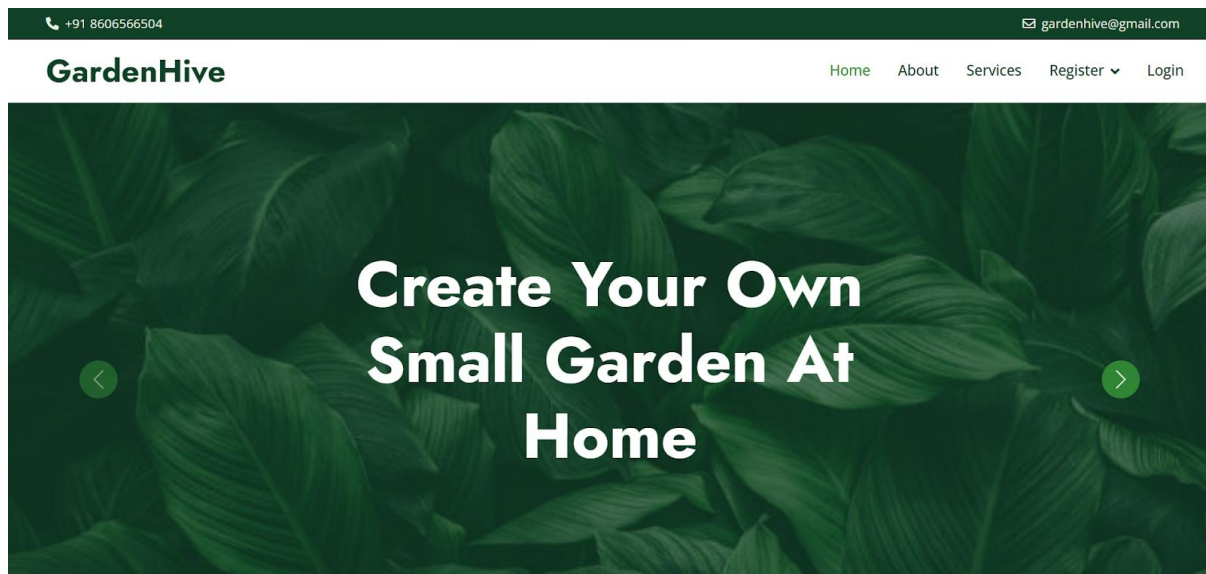 +91 8606566504
gardenhive@gmail.com
GardenHive
Home
About
Services
Register
Login
Create Your Own
Small Garden At
Home